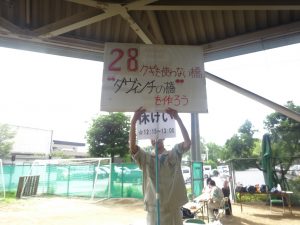 28 クギを使わない橋
"ダヴィンチの橋"
を作ろう
休けい
12:15~13:00